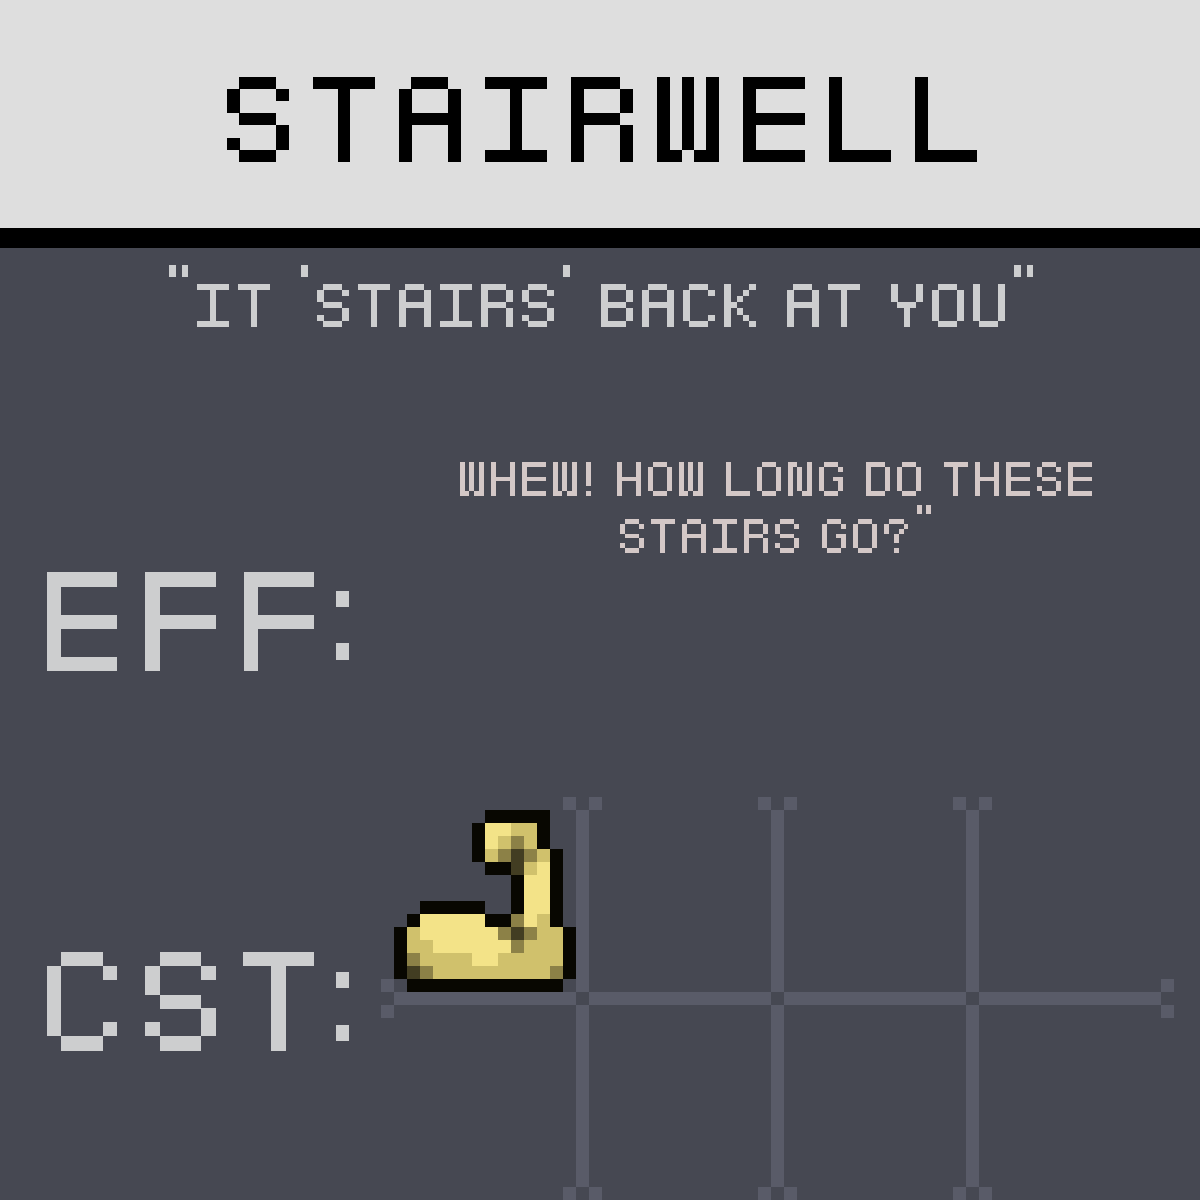 STAIRWELL
"IT 'STAIRS' BACK AT YOU"
WHEW! HOW LONG DO THESE
STAIRS GO?"
EFF:
CST: